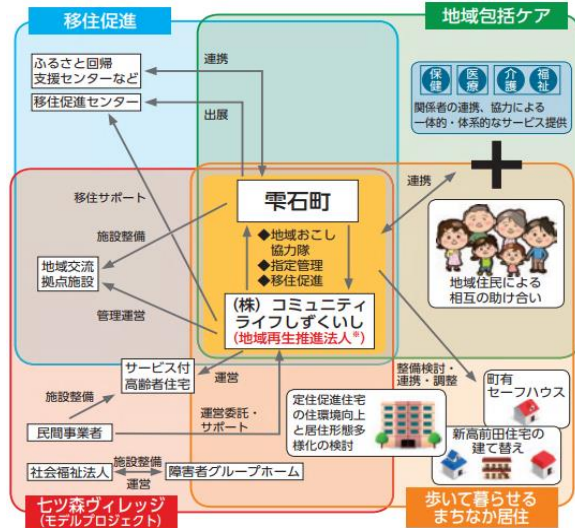 移住促進
地域包括ケア
ふるさと回帰
支援センターなど
移住促進センター
連携
出展
保健
医療
介護
福祉
関係者の連携、協力による
一体的・体系的なサービス提供
移住サポート
連携
雫石町
施設整備
◆地域おこし
協力隊
◆指定管理
◆移住促進
地域交流
拠点施設
地域住民による
相互の助け合い
管理運営
(株)コミュニティ
ライフしずくいし
(地域再生推進法人※)
サービス付
高齢者住宅
運営
整備検討・
連携・調整
施設整備
町有
セーフハウス
運営委託・
サポート
定住促進住宅
の住環境向上
と居住形態多
様化の検討
民間事業者
新高前田住宅の
建て替え
社会福祉法人
施設整備
運営
障害者グループホーム
七ツ森ヴィレッジ
(モデルプロジェクト)
歩いて暮らせる
まちなか居住